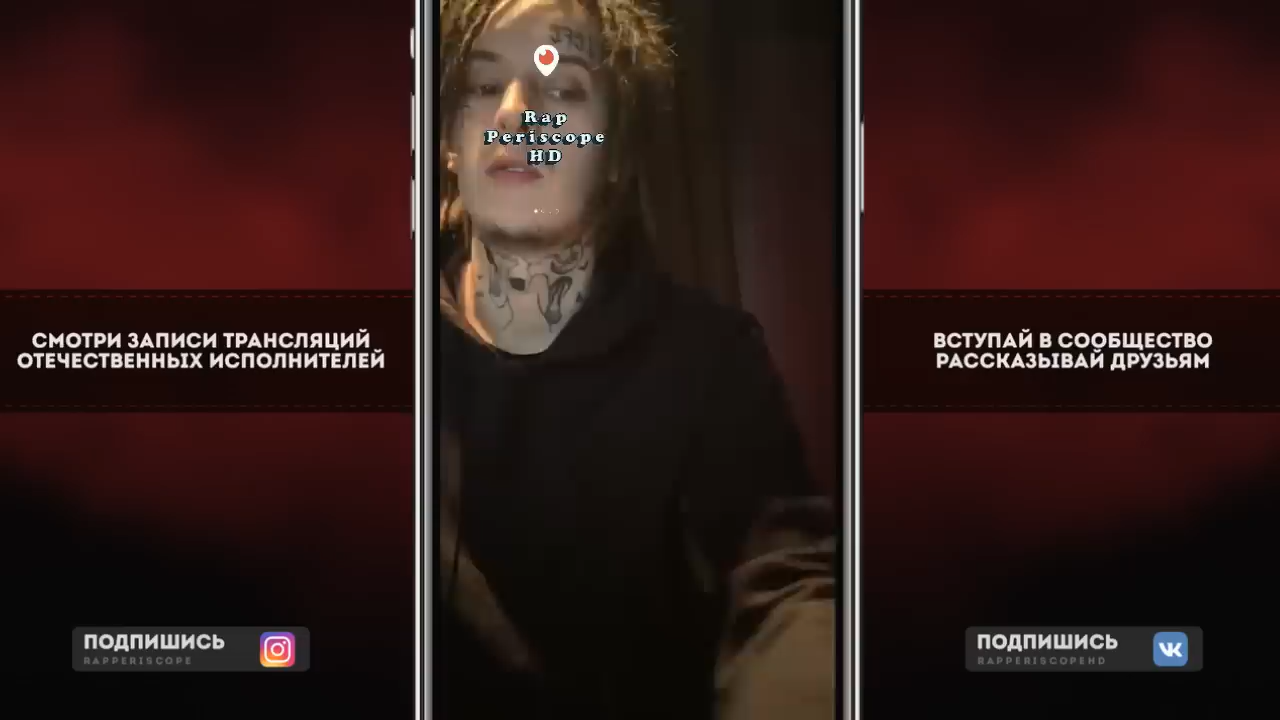 Rap
Periscope
HD
СМОТРИ ЗАПИСИ ТРАНСЛЯЦИЙ
ОТЕЧЕСТВЕННЫХ ИСПОЛНИТЕЛЕЙ
ВСТУПАЙ В СООБЩЕСТВО
РАССКАЗЫВАЙ ДРУЗЬЯМ
ПОДПИШИСЬ
RAPPERISCOPE
ПОДПИШИСЬ
RAPPERISCOPEHD